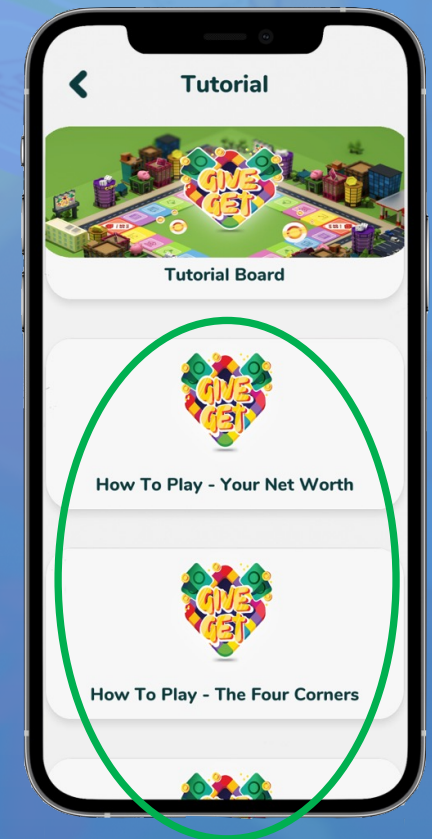 Tutorial
GIVE
GET
Tutorial Board
GIVE
GET
How To Play - Your Net Worth
GIVE
GET
How To Play - The Four Corners